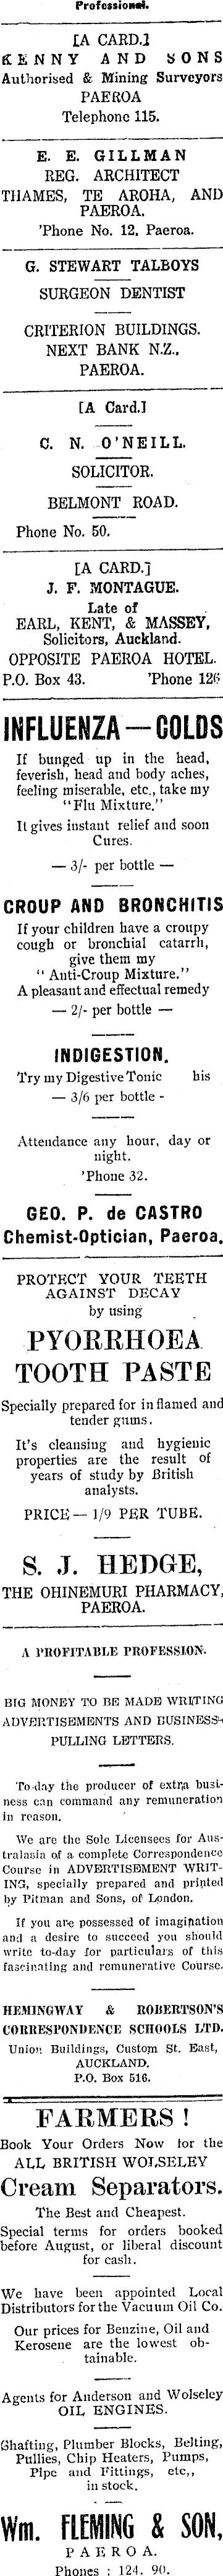 Professional.
[A CARD.]
KENNY AND SONS
Authorised & Mining Surveyors
PAEROA
Telephone 115.
E. E. GILLMAN
REG. ARCHITECT
THAMES, TE AROHA, AND
PAEROA.
'Phone No. 12, Paeroa.
G. STEWART TALBOYS
SURGEON DENTIST
CRITERION BUILDINGS.
NEXT BANK N.Z.,
PAEROA.
[A Card.]
C. N. O'NEILL.
SOLICITOR.
BELMONT ROAD.
Phone No. 50.
[A CARD.]
J. F. MONTAGUE.
Late of
EARL, KENT, & MASSEY,
Solicitors, Auckland.
OPPOSITE PAEROA HOTEL.
P.O. Box 43. 'Phone 126
INFLUENZA — COLDS
If bunged up in the head,
feverish, head and body aches,
feeling miserable, etc., take my
"Flu Mixture."
It gives instant relief and soon
Cures.
— 3/- per bottle —
CROUP AND BRONCHITIS
If your children have a croupy
cough or bronchial catarrh,
give them my
"Anti-Croup Mixture."
A pleasant and effectual remedy
— 2/- per bottle —
INDIGESTION.
Try my Digestive Tonic his
— 3/6 per bottle -
Attendance any hour, day or
night.
'Phone 32.
GEO. P. de CASTRO
Chemist-Optician, Paeroa.
PROTECT YOUR TEETH
AGAINST DECAY
by using
PYORRHOEA
TOOTH PASTE
Specially prepared for inflamed and
tender gums.
It's cleansing and hygienic
properties are the result of
years of study by British
analysts.
PRICE — 1/9 PER TUBE.
S. J. HEDGE,
THE OHINEMURI PHARMACY,
PAEROA.
A PROFITABLE PROFESSION.
BIG MONEY TO BE MADE WRITING
ADVERTISEMENTS AND BUSINESS-
PULLING LETTERS.
To-day the producer of extra busi-
ness can command any remuneration
in reason.
We are the Sole Licensees for Aus-
tralasia of a complete Correspondence
Course in ADVERTISEMENT WRIT-
ING, specially prepared and printed
by Pitman and Sons, of London.
If you are possessed of imagination
and a desire to succeed you should
write to-day for particulars of this
fascinating and remunerative Course.
HEMINGWAY & ROBERTSON'S
CORRESPONDENCE SCHOOLS LTD.
Union Buildings, Custom St. East,
AUCKLAND.
P.O. Box 516.
FARMERS!
Book Your Orders Now for the
ALL BRITISH WOLSELEY
Cream Separators.
The Best and Cheapest.
Special terms for orders booked
before August, or liberal discount
for cash.
We have been appointed Local
Distributors for the Vacuum Oil Co.
Our prices for Benzine, Oil and
Kerosene are the lowest ob-
tainable.
Agents for Anderson and Wolseley
OIL ENGINES.
Shafting, Plumber Blocks, Belting,
Pullies, Chip Heaters, Pumps,
Pipe and Fittings, etc.,
in stock.
Wm. FLEMING & SON,
PAEROA.
Phones : 124. 90.